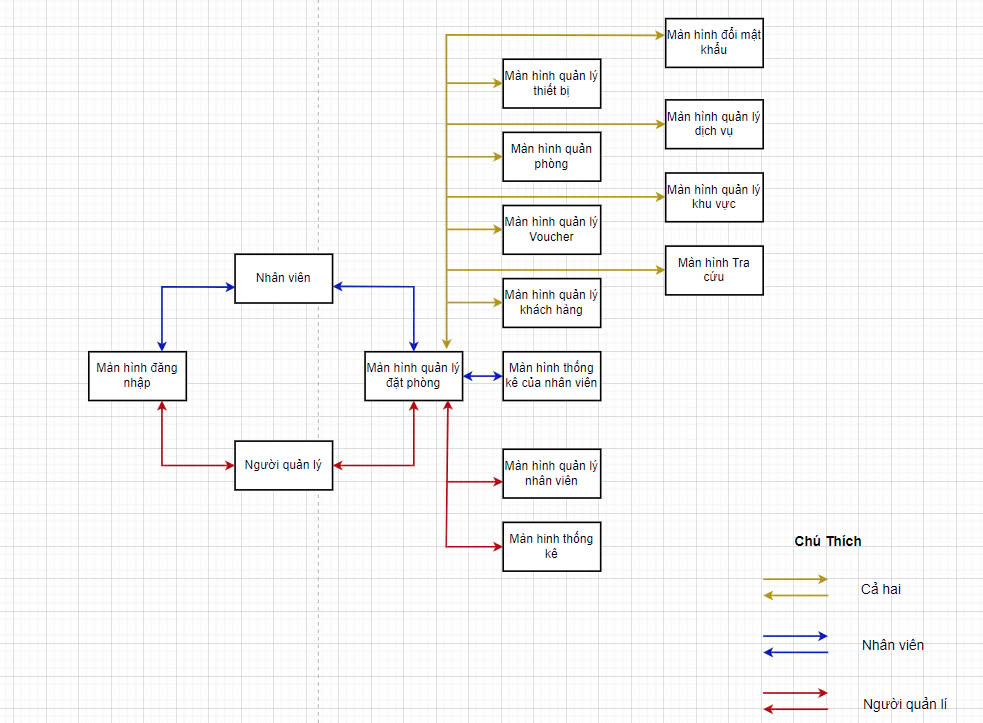 Màn hình đổi mật
khẩu
Màn hình quản lý
thiết bị
Màn hình quản lý
dịch vụ
Màn hình quản
phòng
Màn hình quản lý
khu vực
Màn hình quản lý
Voucher
Màn hình Tra
cứu
Nhân viên
Màn hình quản lý
khách hàng
Màn hình đăng
nhập
Màn hình quản lý
đặt phòng
Màn hình thống
kê của nhân viên
Người quản lý
Màn hình quản lý
nhân viên
Màn hình thống
kê
Chú Thích
Cả hai
Nhân viên
Người quản lí